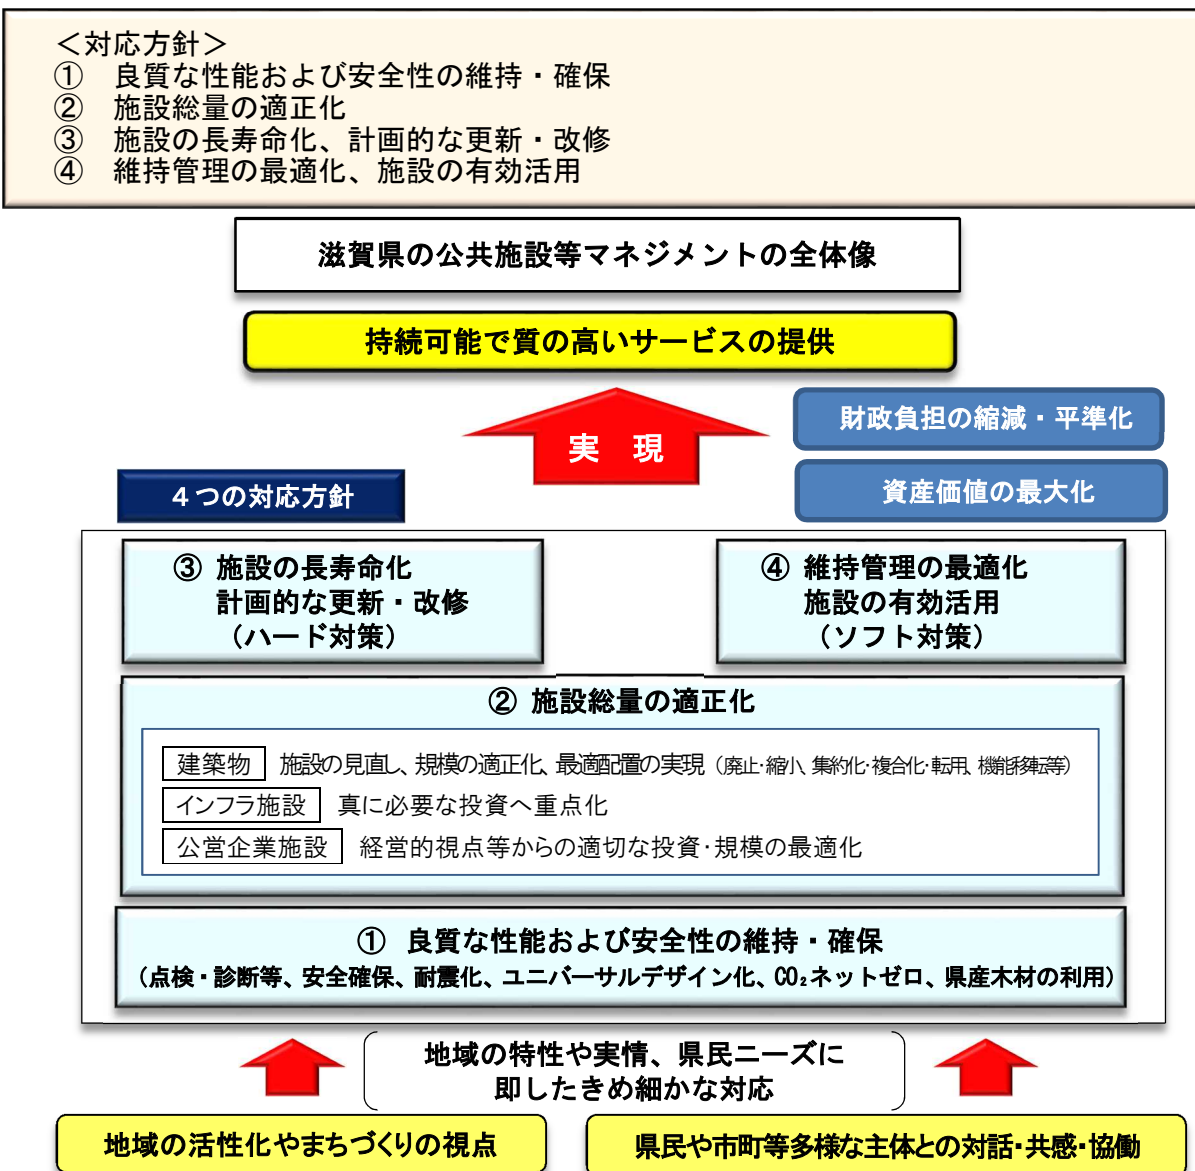 ＜対応方針＞
① 良質な性能および安全性の維持・確保
② 施設総量の適正化
③ 施設の長寿命化、計画的な更新・改修
④ 維持管理の最適化、施設の有効活用
滋賀県の公共施設等マネジメントの全体像
持続可能で質の高いサービスの提供
実 現
財政負担の縮減・平準化
資産価値の最大化
４つの対応方針
③ 施設の長寿命化
計画的な更新・改修
（ハード対策）
④ 維持管理の最適化
施設の有効活用
（ソフト対策）
② 施設総量の適正化
建築物 施設の見直し、規模の適正化、最適配置の実現（廃止・縮小、集約化・複合化・転用、機能移転等）
インフラ施設 真に必要な投資へ重点化
公営企業施設 経営的視点等からの適切な投資・規模の最適化
① 良質な性能および安全性の維持・確保
（点検・診断等、安全確保、耐震化、ユニバーサルデザイン化、CO₂ネットゼロ、県産木材の利用）
地域の特性や実情、県民ニーズに
即したきめ細かな対応
地域の活性化やまちづくりの視点
県民や市町等多様な主体との対話・共感・協働